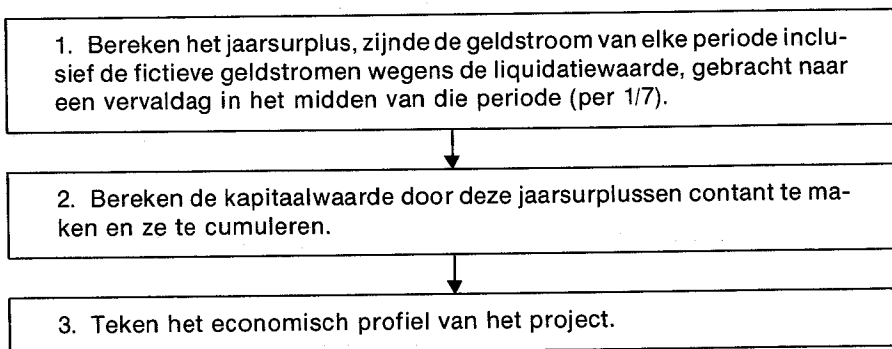 1. Bereken het jaarsurplus, zijnde de geldstroom van elke periode inclu-
sief de fictieve geldstromen wegens de liquidatiewaarde, gebracht naar
een vervaldag in het midden van die periode (per 1/7).
2. Bereken de kapitaalwaarde door deze jaarsurplussen contant te ma-
ken en ze te cumuleren.
3. Teken het economisch profiel van het project.